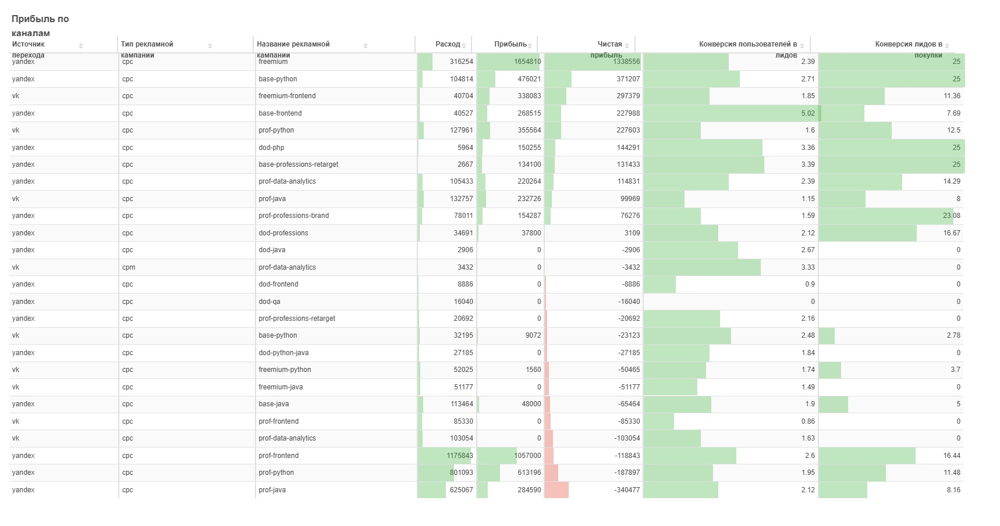 Прибыль по
каналам
Источник Тип рекламной Название рекламной Расход Прибыль Чистая Конверсия пользователей в Конверсия лидов в
перехода кампании кампании прибыль лидов покупки
yandex cpc freemium 316254 1654810 1338556 2.39 25
yandex cpc base-python 104814 476021 371207 2.71 25
vk cpc freemium-frontend 40704 338083 297379 1.85 11.36
yandex cpc base-frontend 40527 268515 227988 5.02 7.69
vk cpc prof-python 127961 355564 227603 1.6 12.5
yandex cpc dod-php 5964 150255 144291 3.36 25
yandex cpc base-professions-retarget 2667 134100 131433 3.39 25
yandex cpc prof-data-analytics 105433 220264 114831 2.39 14.29
vk cpc prof-java 132757 232726 99969 1.15 8
yandex cpc prof-professions-brand 78011 154287 76276 1.59 23.08
yandex cpc dod-professions 34691 37800 3109 2.12 16.67
yandex cpc dod-java 2906 0 -2906 2.67 0
vk cpm prof-data-analytics 3432 0 -3432 3.33 0
yandex cpc dod-frontend 8886 0 -8886 0.9 0
yandex cpc dod-qa 16040 0 -16040 0 0
yandex cpc prof-professions-retarget 20692 0 -20692 2.16 0
vk cpc base-python 32195 9072 -23123 2.48 2.78
yandex cpc dod-python-java 27185 0 -27185 1.84 0
vk cpc freemium-python 52025 1560 -50465 1.74 3.7
vk cpc freemium-java 51177 0 -51177 1.49 0
yandex cpc base-java 113464 48000 -65464 1.9 5
vk cpc prof-frontend 85330 0 -85330 0.86 0
vk cpc prof-data-analytics 103054 0 -103054 1.63 0
yandex cpc prof-frontend 1175843 1057000 -118843 2.6 16.44
yandex cpc prof-python 801093 613196 -187897 1.95 11.48
yandex cpc prof-java 625067 284590 -340477 2.12 8.16